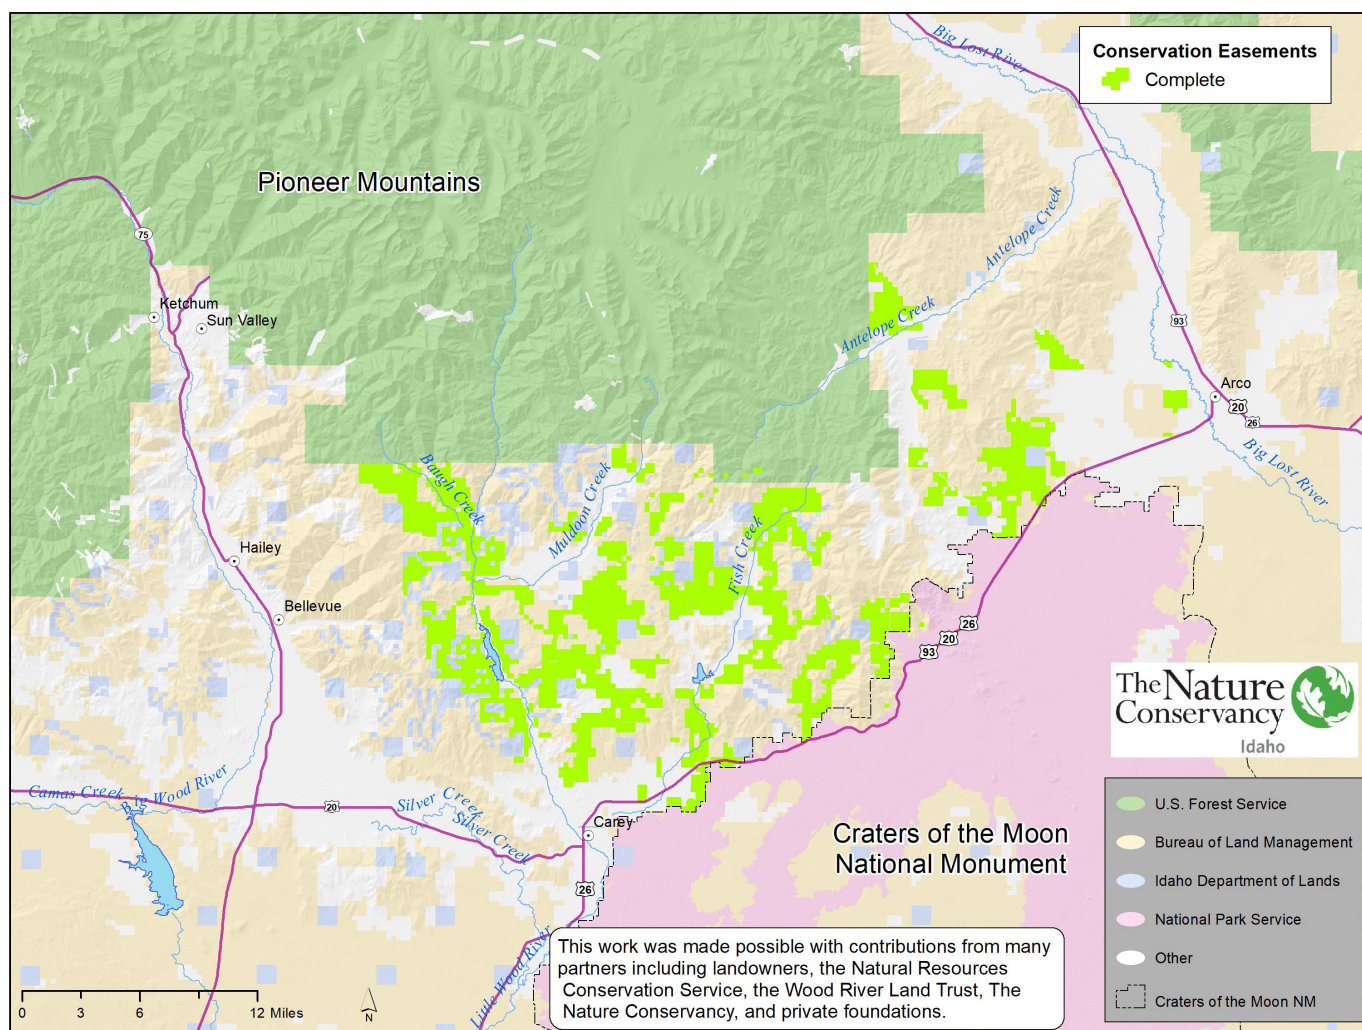 Big Lost River
Conservation Easements
Complete
Pioneer Mountains
Antelope Creek
75
Ketchum
Sun Valley
Antelope Creek
93
Arco
20
26
Baugh Creek
Big Lost River
Muldoon Creek
Fish Creek
Hailey
Bellevue
26
20
93
The Nature
Conservancy
Idaho
Camas Creek
Big Wood River
20
Silver Creek
Silver Creek
Carey
26
Craters of the Moon
National Monument
U.S. Forest Service
Bureau of Land Management
Idaho Department of Lands
National Park Service
Other
Craters of the Moon NM
Little Wood River
This work was made possible with contributions from many
partners including landowners, the Natural Resources
Conservation Service, the Wood River Land Trust, The
Nature Conservancy, and private foundations.
0 3 6 12 Miles
N